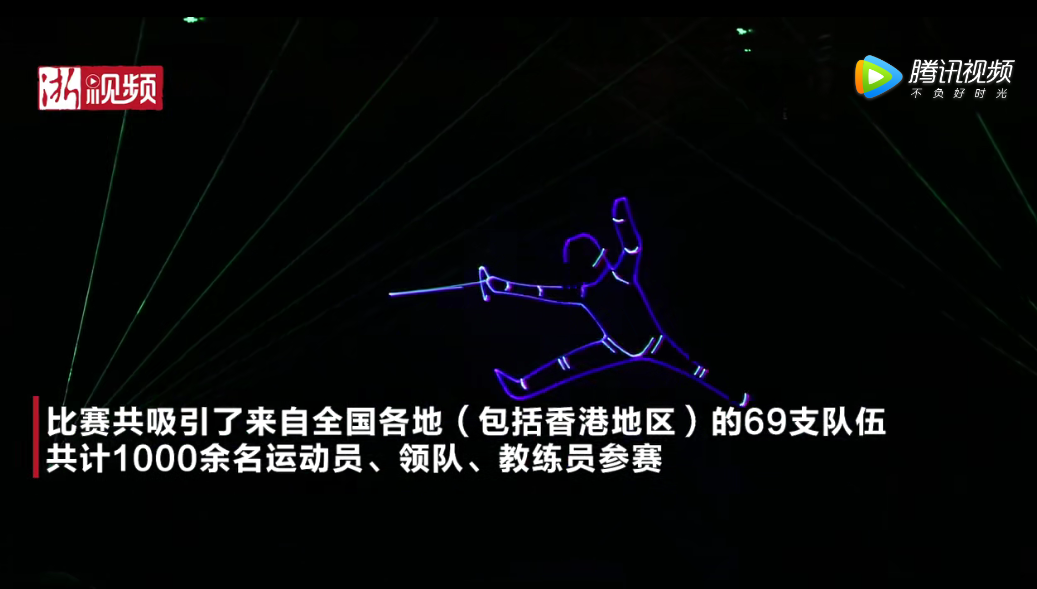 浙视频
腾讯视频
不负好时光
比赛共吸引了来自全国各地（包括香港地区）的69支队伍
共计1000余名运动员、领队、教练员参赛